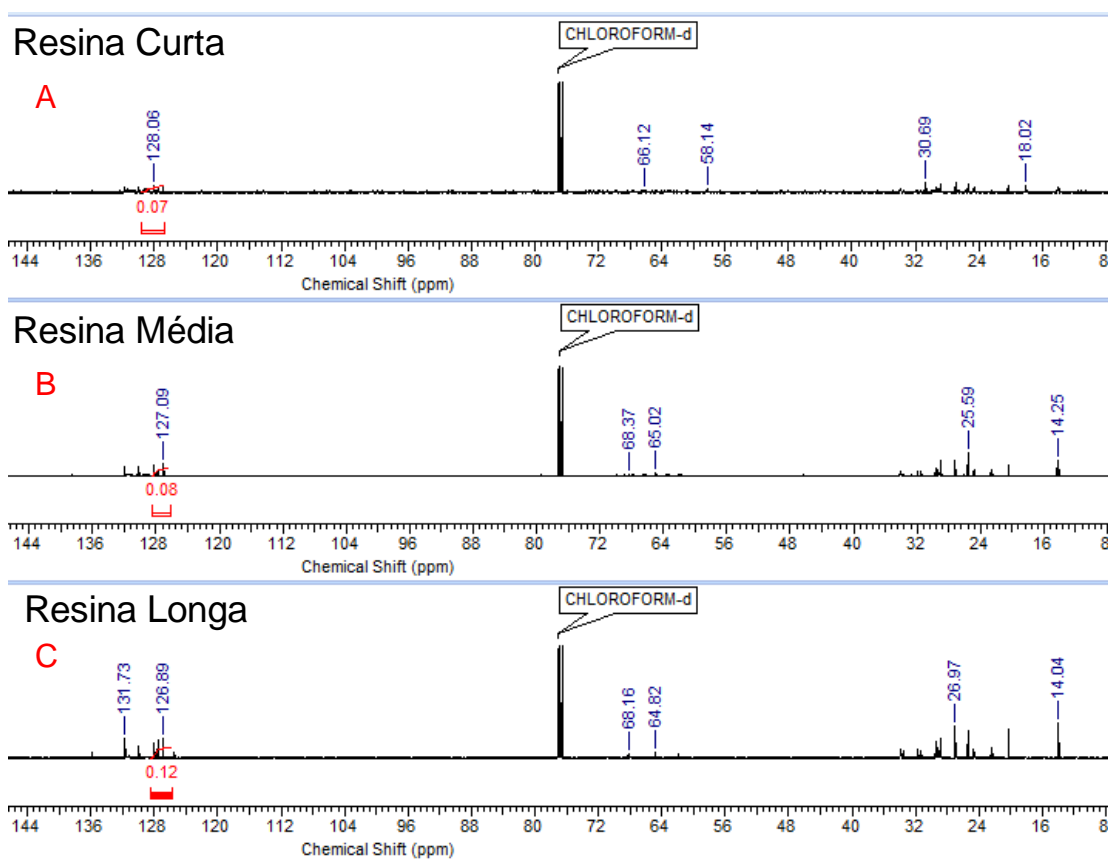 Resina Curta
CHLOROFORM-d
A
128.06
66.12
58.14
30.69
18.02
0.07
144 136 128 120 112 104 96 88 80 72 64 56 48 40 32 24 16 8
Chemical Shift (ppm)
Resina Média
CHLOROFORM-d
B
127.09
68.37
65.02
25.59
14.25
0.08
144 136 128 120 112 104 96 88 80 72 64 56 48 40 32 24 16 8
Chemical Shift (ppm)
Resina Longa
CHLOROFORM-d
C
131.73
126.89
68.16
64.82
26.97
14.04
0.12
144 136 128 120 112 104 96 88 80 72 64 56 48 40 32 24 16 8
Chemical Shift (ppm)